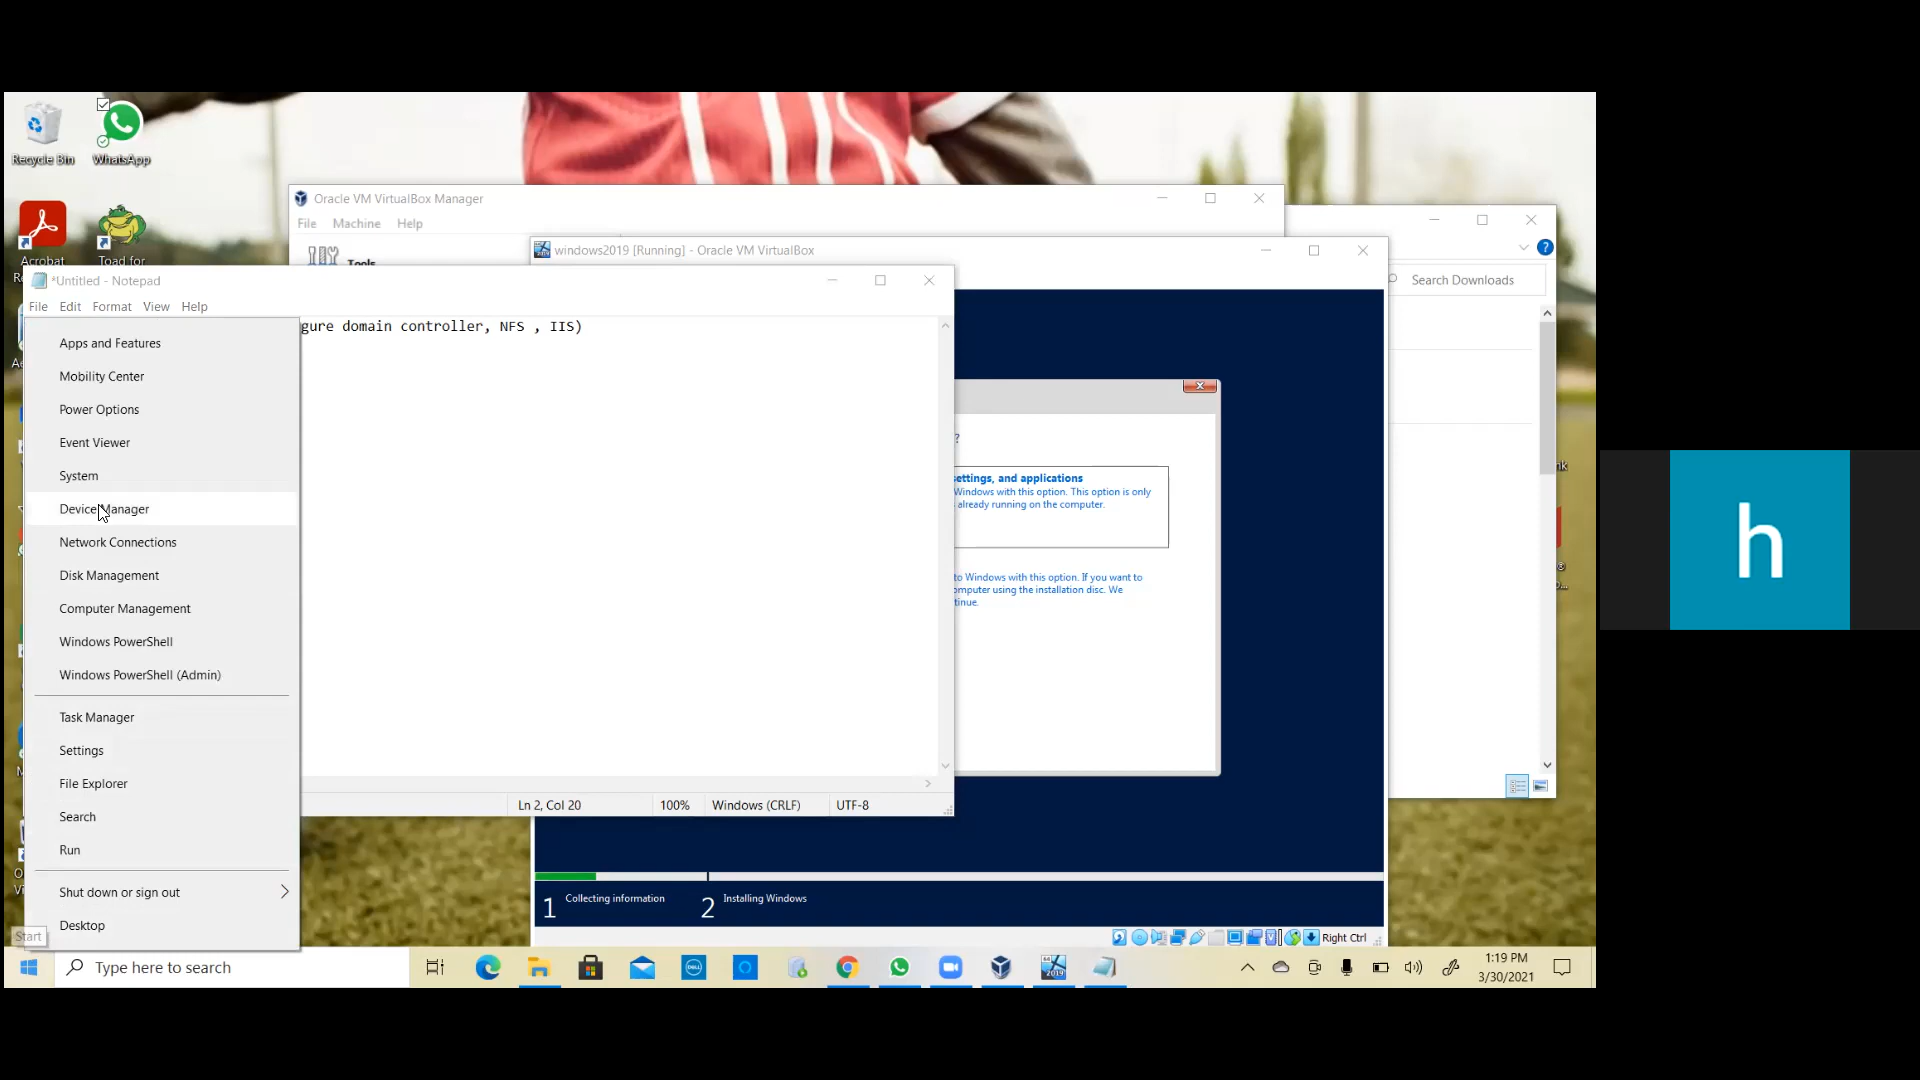 Recycle Bin
WhatsApp
Acrobat
Toad for
Oracle VM VirtualBox Manager
File Machine Help
Tools
windows2019 [Running] - Oracle VM VirtualBox
Search Downloads
*Untitled - Notepad
File Edit Format View Help
gure domain controller, NFS , IIS)
Apps and Features
Mobility Center
Power Options
Event Viewer
System
Device Manager
Network Connections
Disk Management
Computer Management
Windows PowerShell
Windows PowerShell (Admin)
Task Manager
Settings
File Explorer
Search
Run
Shut down or sign out
Desktop
Start
?
settings, and applications
Windows with this option. This option is only
already running on the computer.
to Windows with this option. If you want to
omputer using the installation disc. We
tinue.
Ln 2, Col 20 100% Windows (CRLF) UTF-8
1 Collecting information 2 Installing Windows
Right Ctrl
Type here to search
DELL
2019
1:19 PM
3/30/2021
h